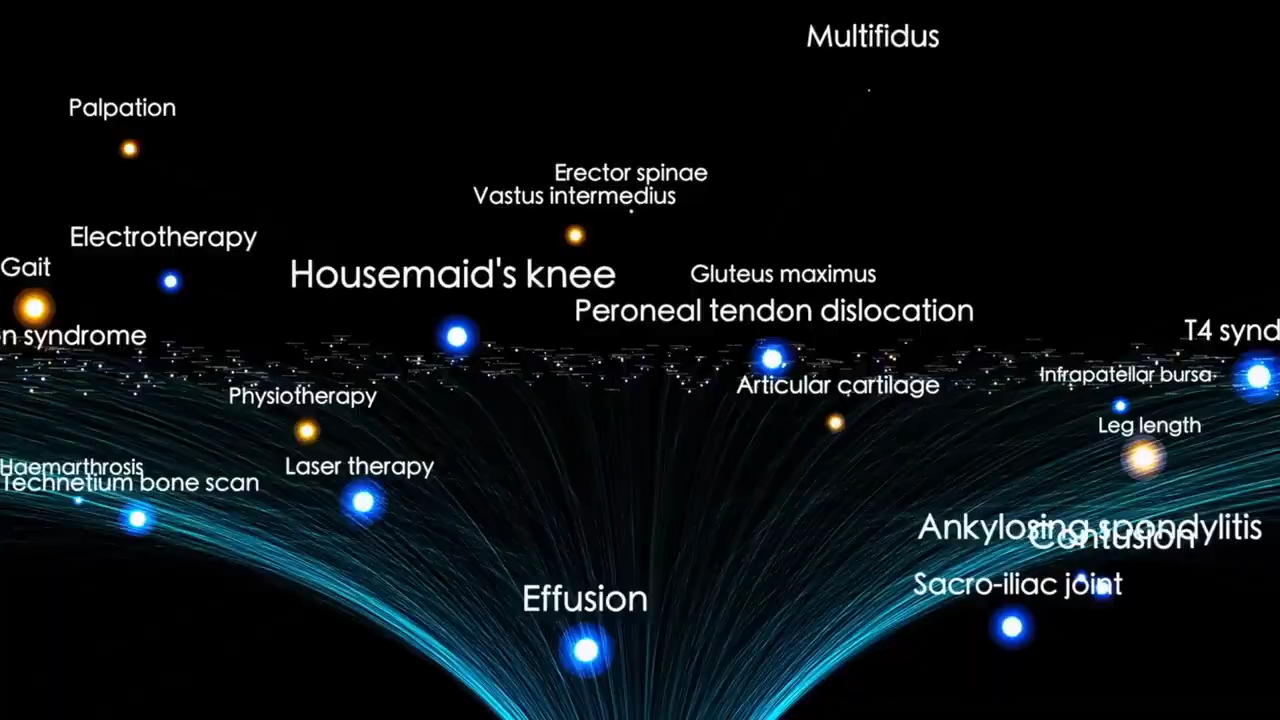 Multifidus
Palpation
Erector spinae
Vastus intermedius
Electrotherapy
Gait
Housemaid's knee
Gluteus maximus
Peroneal tendon dislocation
n syndrome
T4 synd
Infrapatellar bursa
Articular cartilage
Physiotherapy
Leg length
Haemarthrosis
Laser therapy
Technetium bone scan
Ankylosing spondylitis
Contusion
Sacro-iliac joint
Effusion